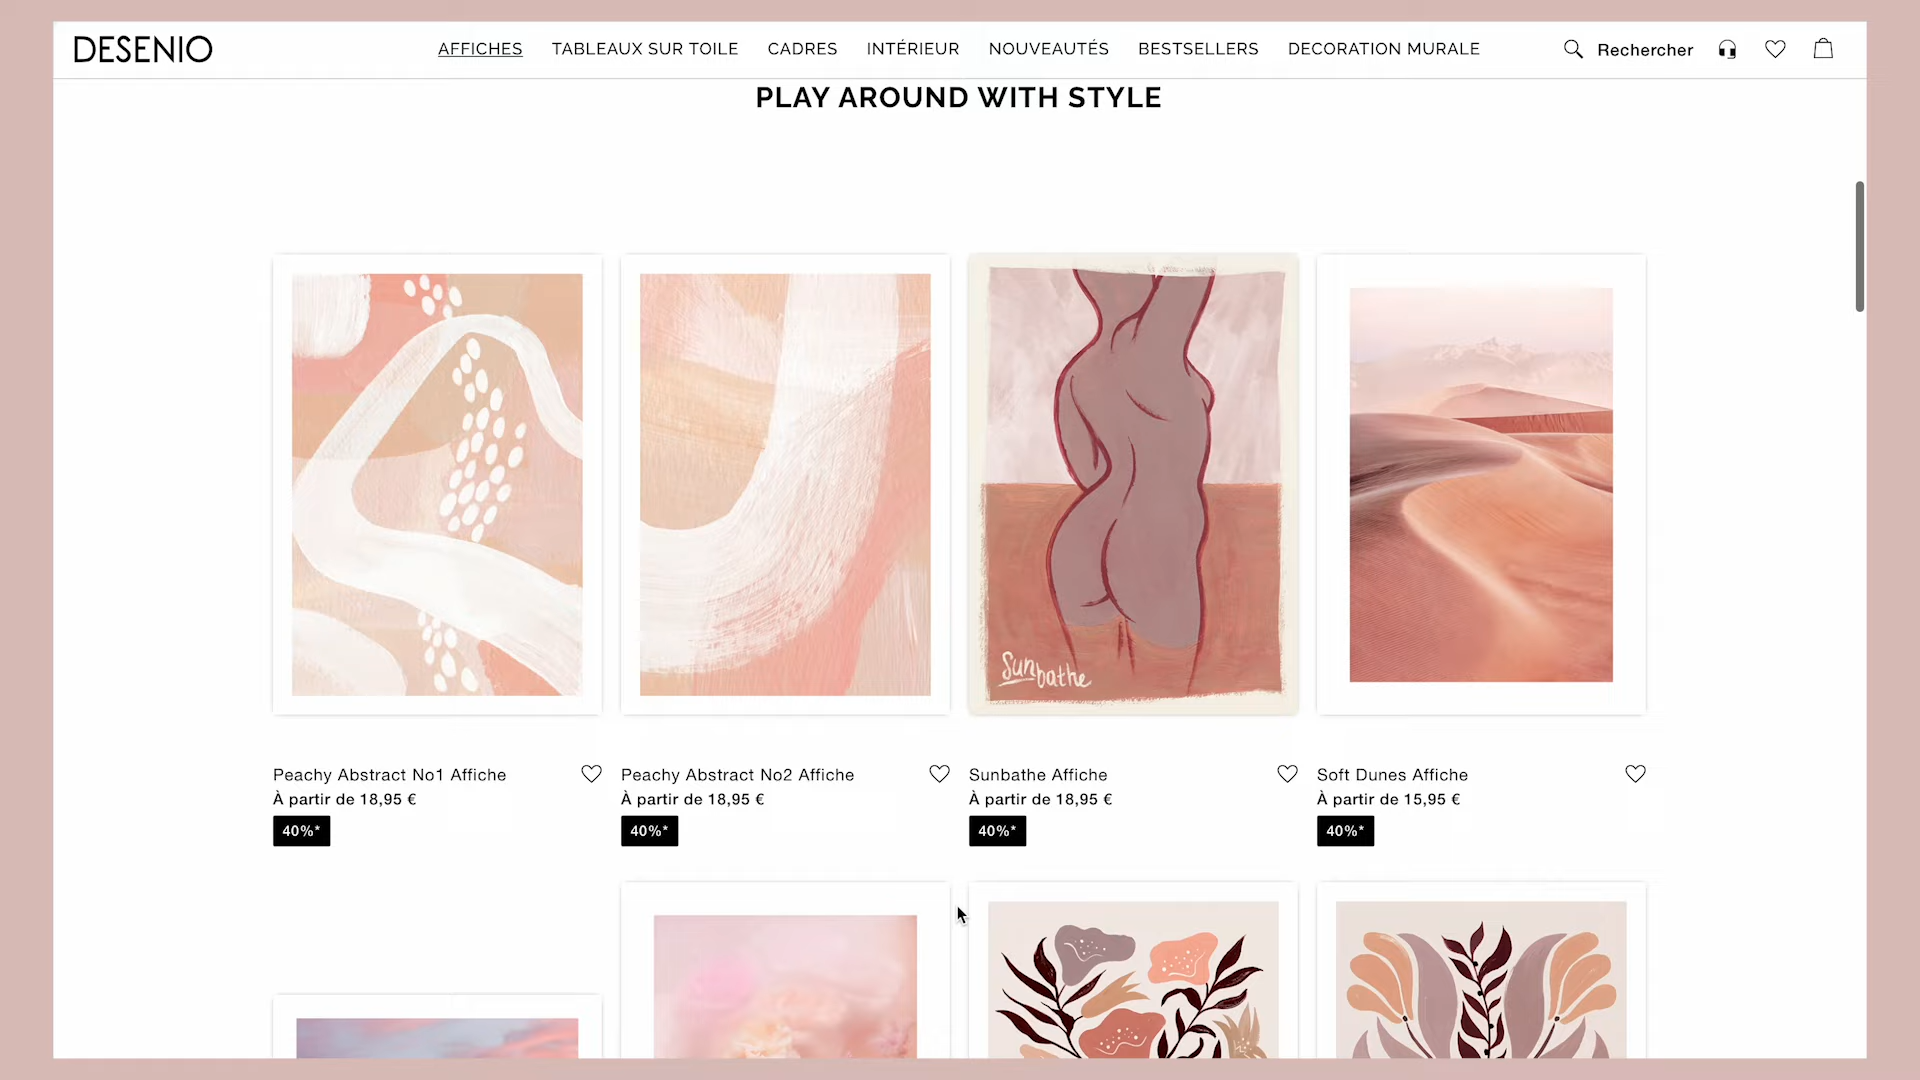 DESENIO
AFFICHES TABLEAUX SUR TOILE CADRES INTÉRIEUR NOUVEAUTÉS BESTSELLERS DECORATION MURALE
Rechercher
PLAY AROUND WITH STYLE
Sunbathe
Peachy Abstract No1 Affiche
À partir de 18,95 €
40%*
Peachy Abstract No2 Affiche
À partir de 18,95 €
40%*
Sunbathe Affiche
À partir de 18,95 €
40%*
Soft Dunes Affiche
À partir de 15,95 €
40%*